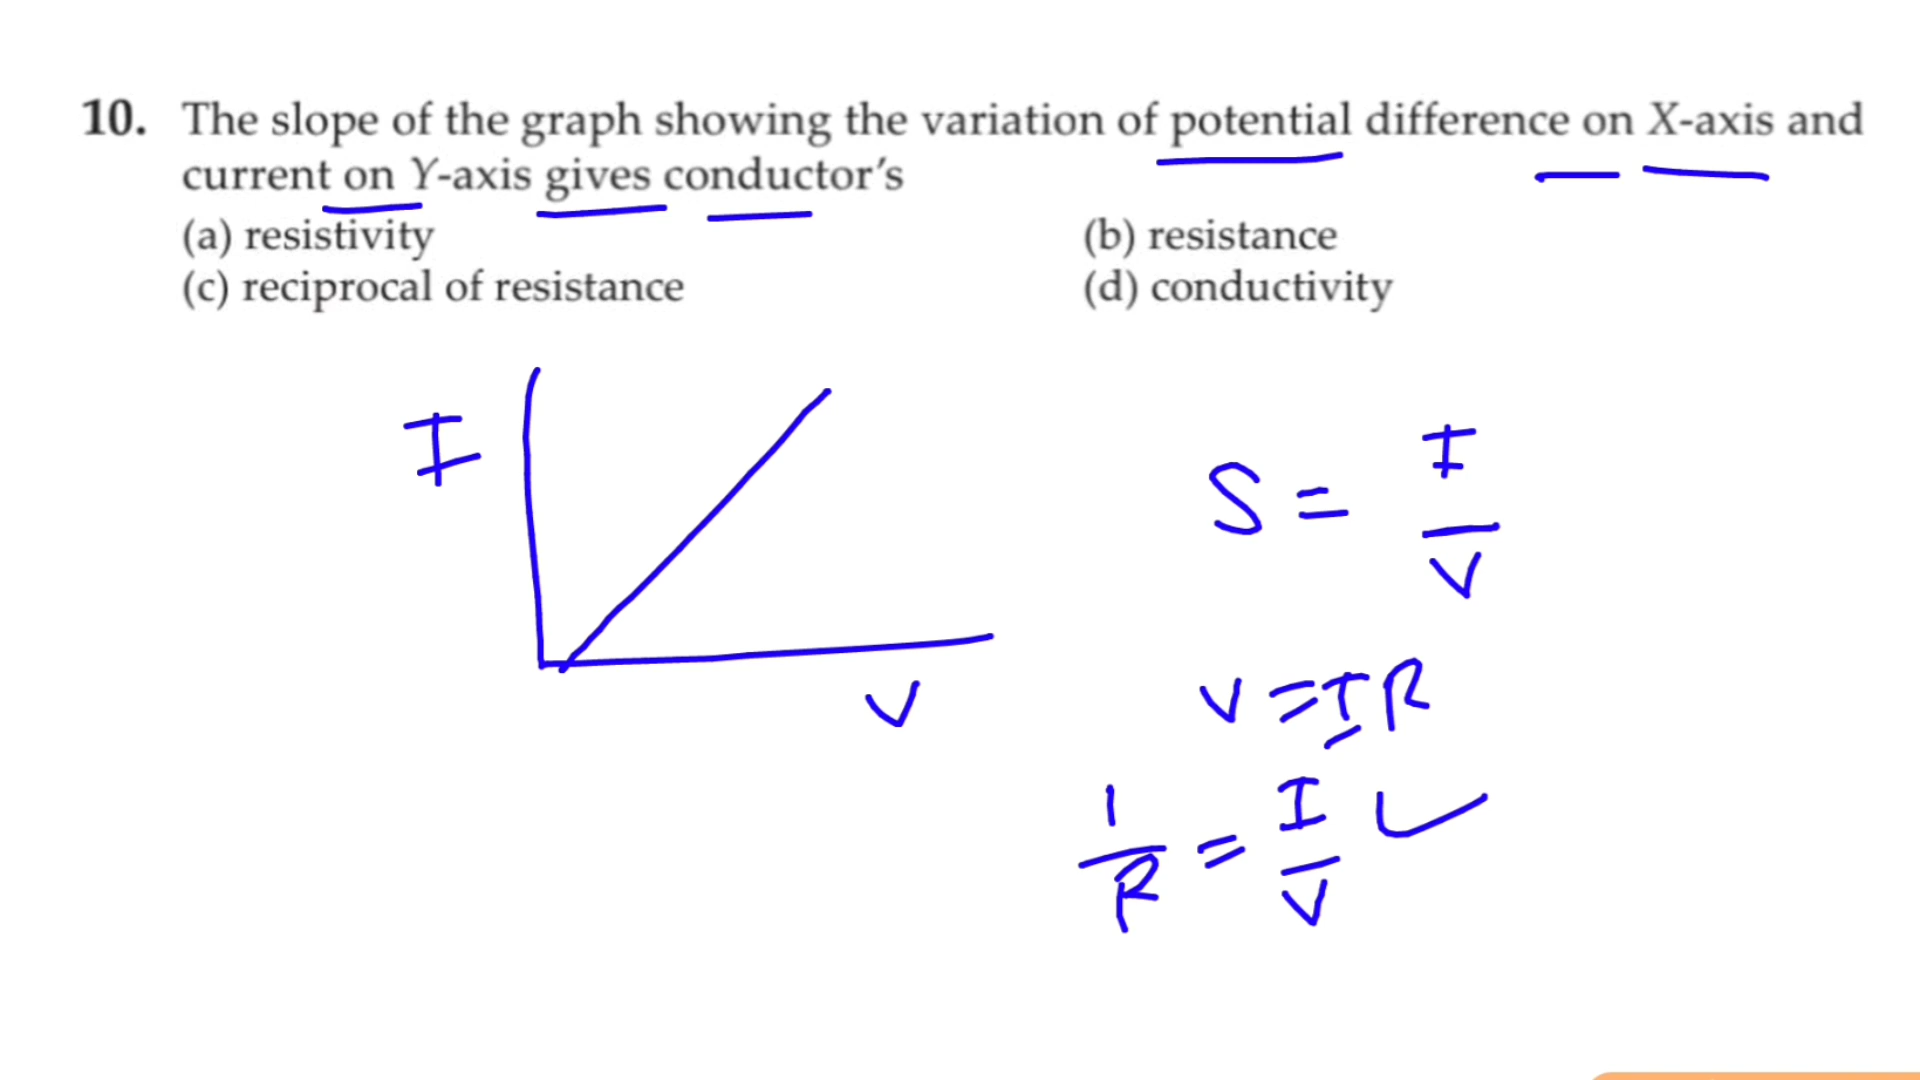 10. The slope of the graph showing the variation of potential difference on X-axis and
current on Y-axis gives conductor's
(a) resistivity (b) resistance
(c) reciprocal of resistance (d) conductivity
I
V
S = I/V
V = IR
1/R = I/V